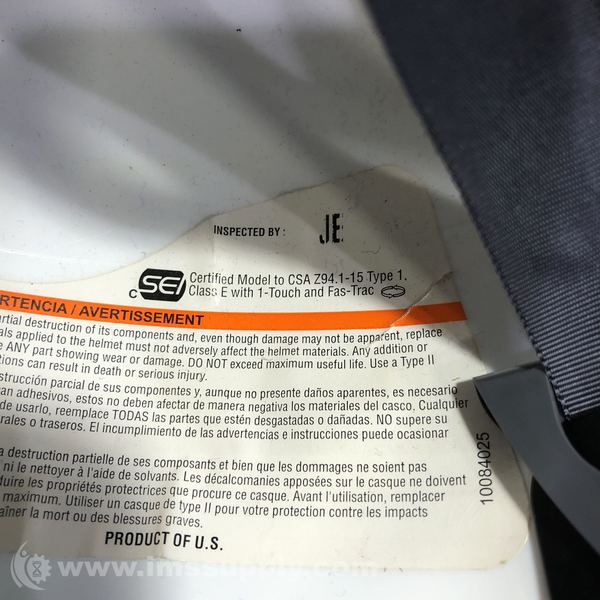 INSPECTED BY: JE
C SEI Certified Model to CSA Z94.1-15 Type 1,
Class E with 1-Touch and Fas-Trac
RTENCIA / AVERTISSEMENT
artial destruction of its components and, even though damage may not be apparent, replace
als applied to the helmet must not adversely affect the helmet materials. Any addition or
e ANY part showing wear or damage. DO NOT exceed maximum useful life. Use a Type II
tions can result in death or serious injury.
strucción parcial de sus componentes y, aunque no presente daños aparentes, es necesario
an adhesivos, estos no deben afectar de manera negativa los materiales del casco. Cualquier
de usarlo, reemplace TODAS las partes que estén desgastadas o dañadas. NO supere su
rales o traseros. El incumplimiento de las advertencias e instrucciones puede ocasionar
a destruction partielle de ses composants et bien que les dommages ne soient pas
ni le nettoyer à l'aide de solvants. Les décalcomanies apposées sur le casque ne doivent
duire les propriétés protectrices que procure ce casque. Avant l'utilisation, remplacer
maximum. Utiliser un casque de type II pour votre protection contre les impacts
aîner la mort ou des blessures graves.
PRODUCT OF U.S.
10084025
www.imssupply.com